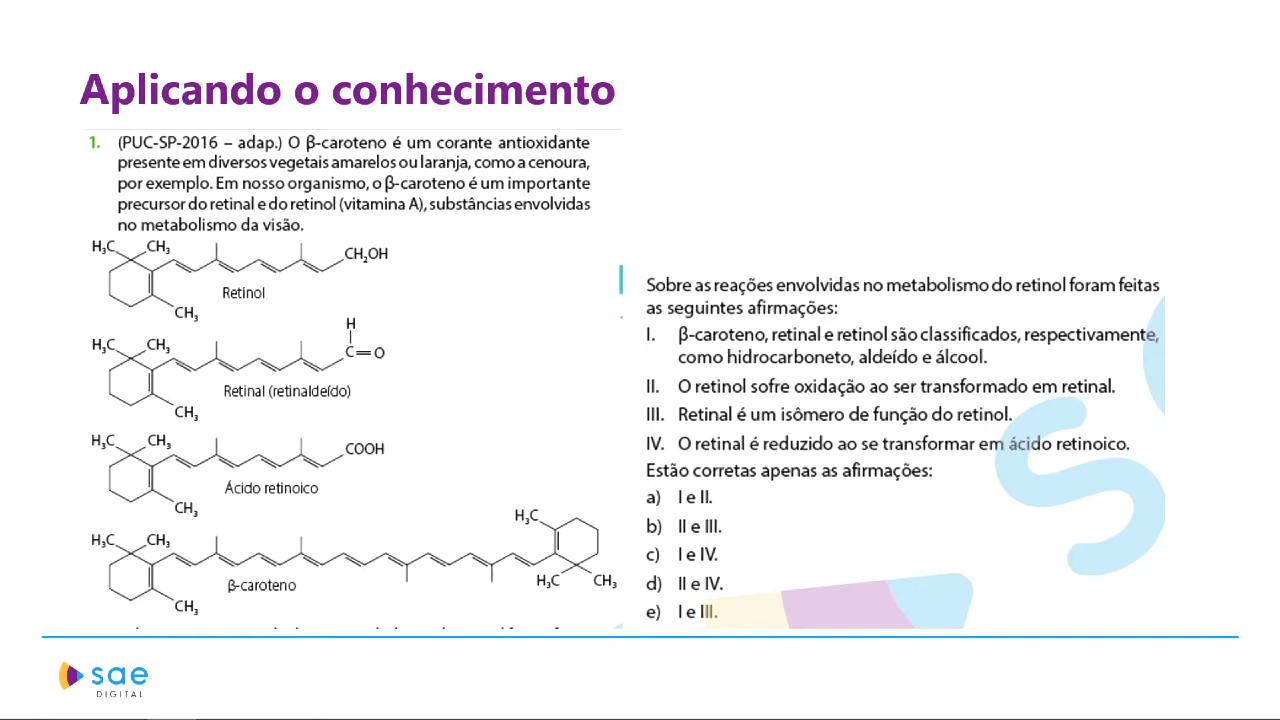 Aplicando o conhecimento
1. (PUC-SP-2016 – adap.) O β-caroteno é um corante antioxidante
presente em diversos vegetais amarelos ou laranja, como a cenoura,
por exemplo. Em nosso organismo, o β-caroteno é um importante
precursor do retinal e do retinol (vitamina A), substâncias envolvidas
no metabolismo da visão.
H₃C CH₃ CH₂OH
Retinol
CH₃
H
H₃C CH₃ C=O
Retinal (retinaldeído)
CH₃
H₃C CH₃ COOH
Ácido retinoico
CH₃
H₃C
H₃C CH₃
β-caroteno H₃C CH₃
CH₃
Sobre as reações envolvidas no metabolismo do retinol foram feitas
as seguintes afirmações:
I. β-caroteno, retinal e retinol são classificados, respectivamente,
como hidrocarboneto, aldeído e álcool.
II. O retinol sofre oxidação ao ser transformado em retinal.
III. Retinal é um isômero de função do retinol.
IV. O retinal é reduzido ao se transformar em ácido retinoico.
Estão corretas apenas as afirmações:
a) I e II.
b) II e III.
c) I e IV.
d) II e IV.
e) I e III.
sae
DIGITAL